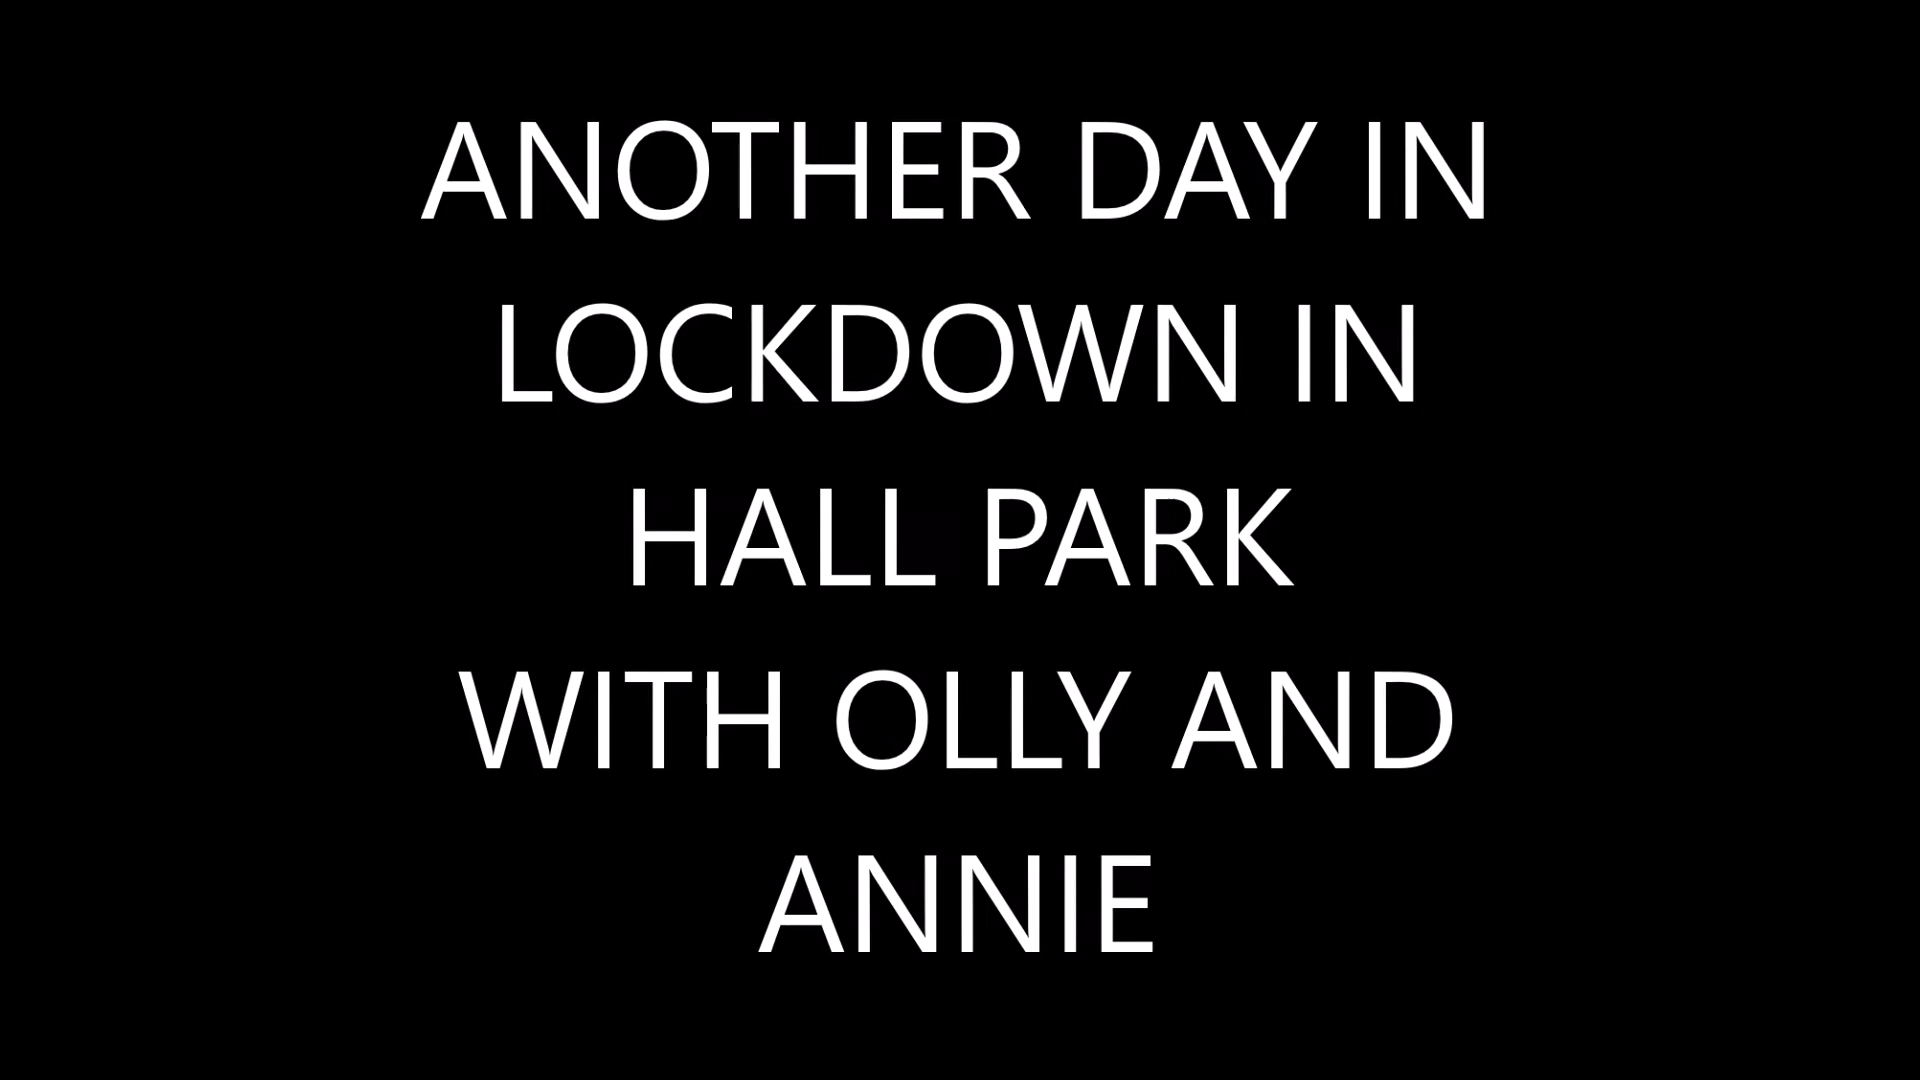 ANOTHER DAY IN
LOCKDOWN IN
HALL PARK
WITH OLLY AND
ANNIE